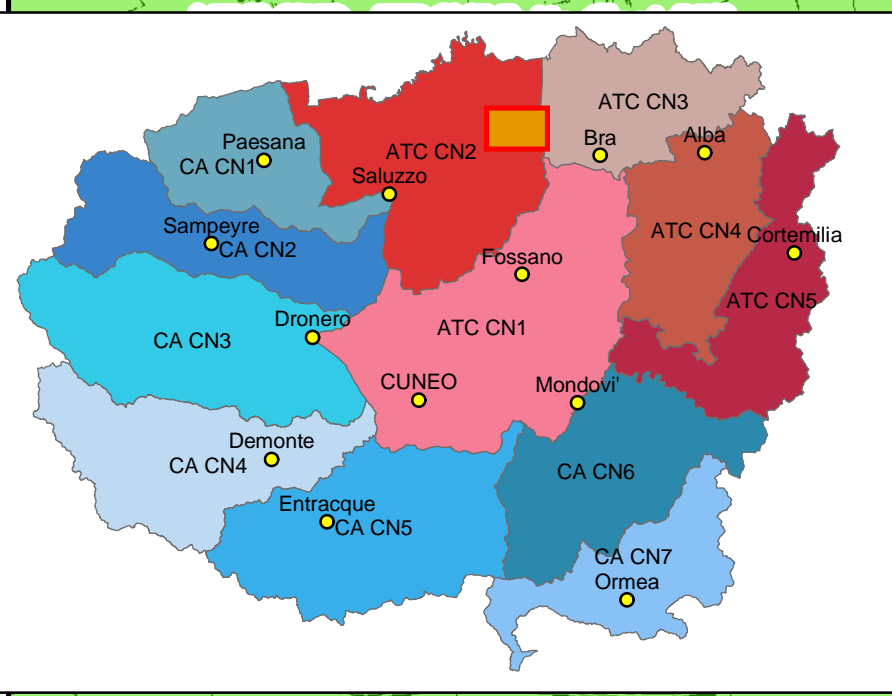 ATC CN3
Bra
Alba
Paesana
CA CN1
ATC CN2
Saluzzo
Sampeyre
CA CN2
ATC CN4
Cortemilia
Fossano
ATC CN5
Dronero
CA CN3
ATC CN1
CUNEO
Mondovi'
Demonte
CA CN4
CA CN6
Entracque
CA CN5
CA CN7
Ormea